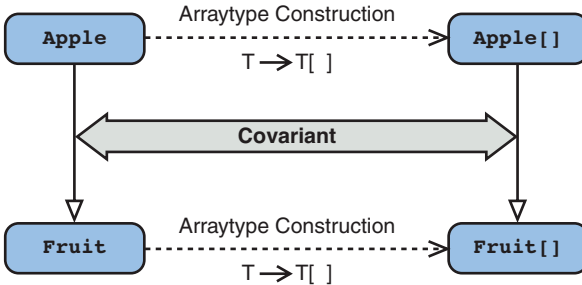 Arraytype Construction
Apple
Apple[]
T → T[ ]
Covariant
Arraytype Construction
Fruit
Fruit[]
T → T[ ]